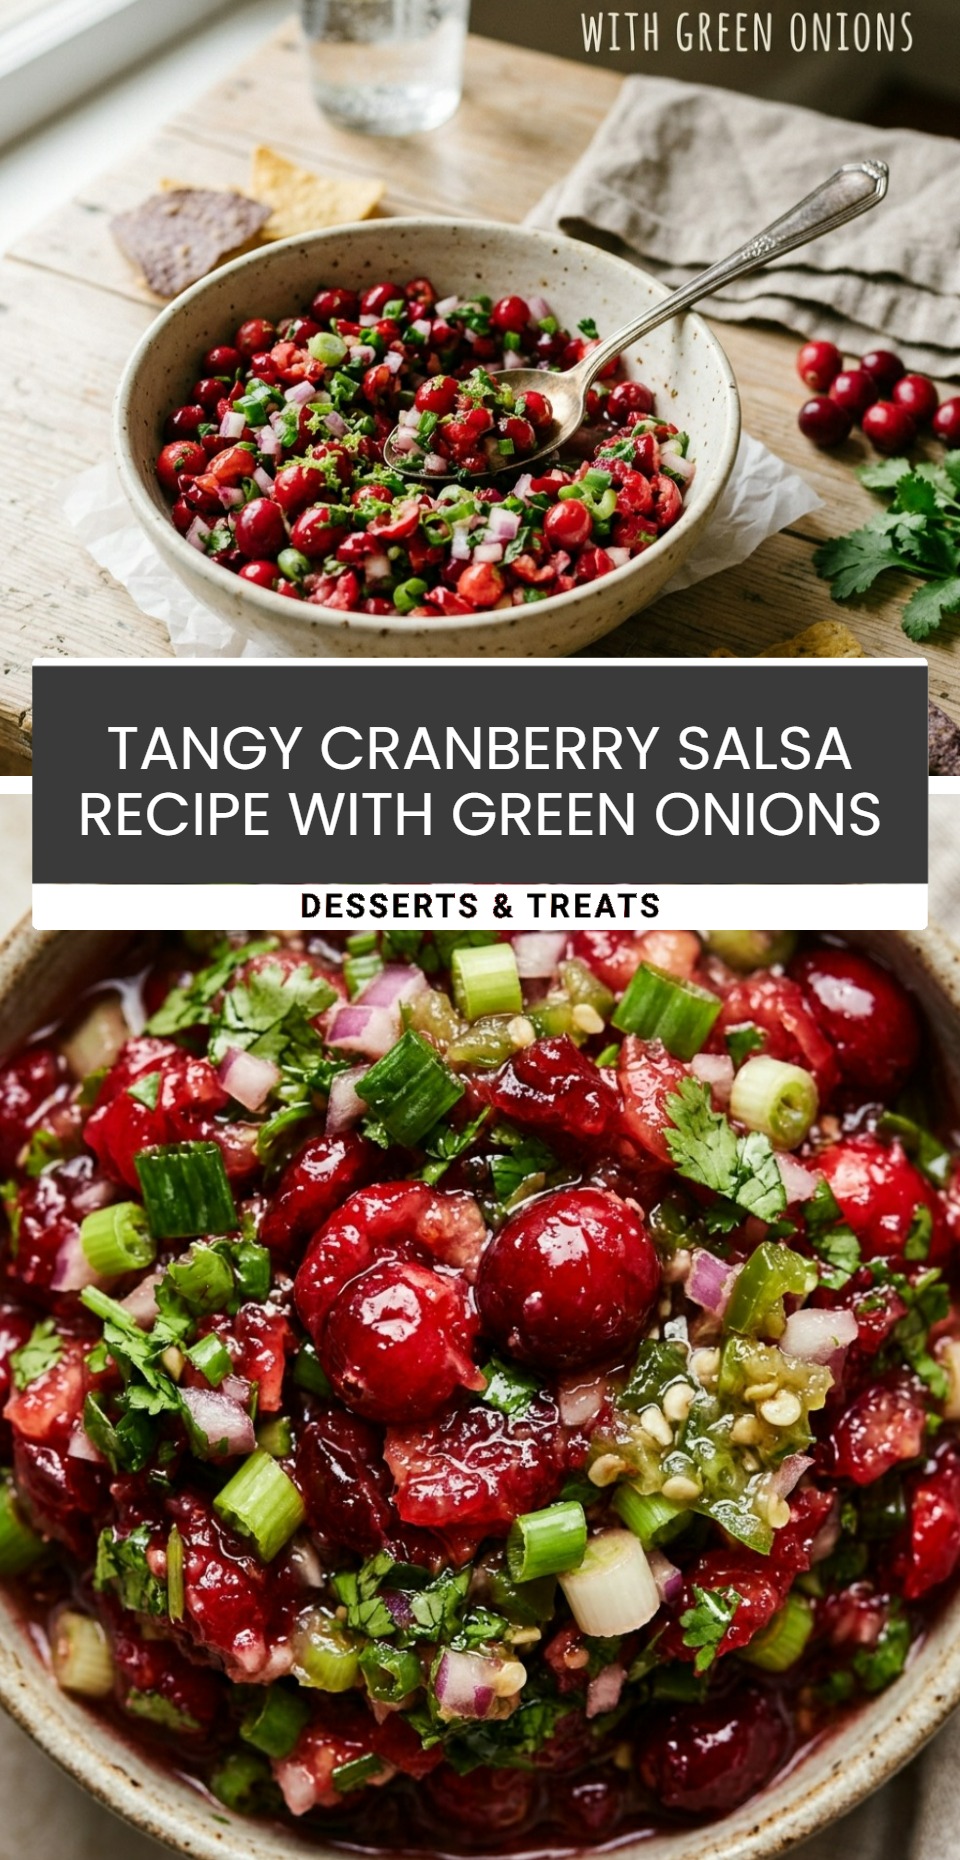 WITH GREEN ONIONS
TANGY CRANBERRY SALSA
RECIPE WITH GREEN ONIONS
DESSERTS & TREATS